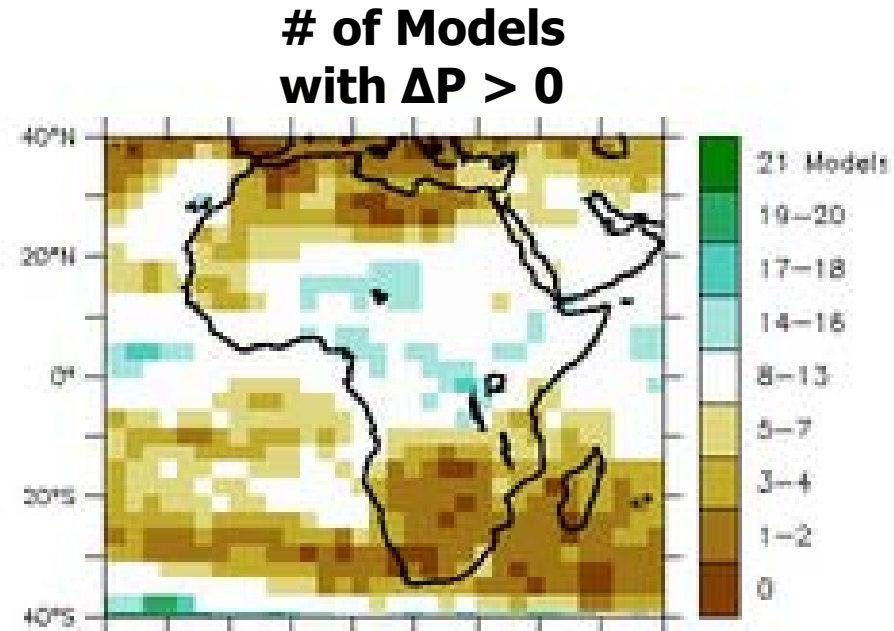 # of Models
with ΔP > 0
40°N
20°N
0°
20°S
40°S
21 Models
19-20
17-18
14-16
8-13
5-7
3-4
1-2
0